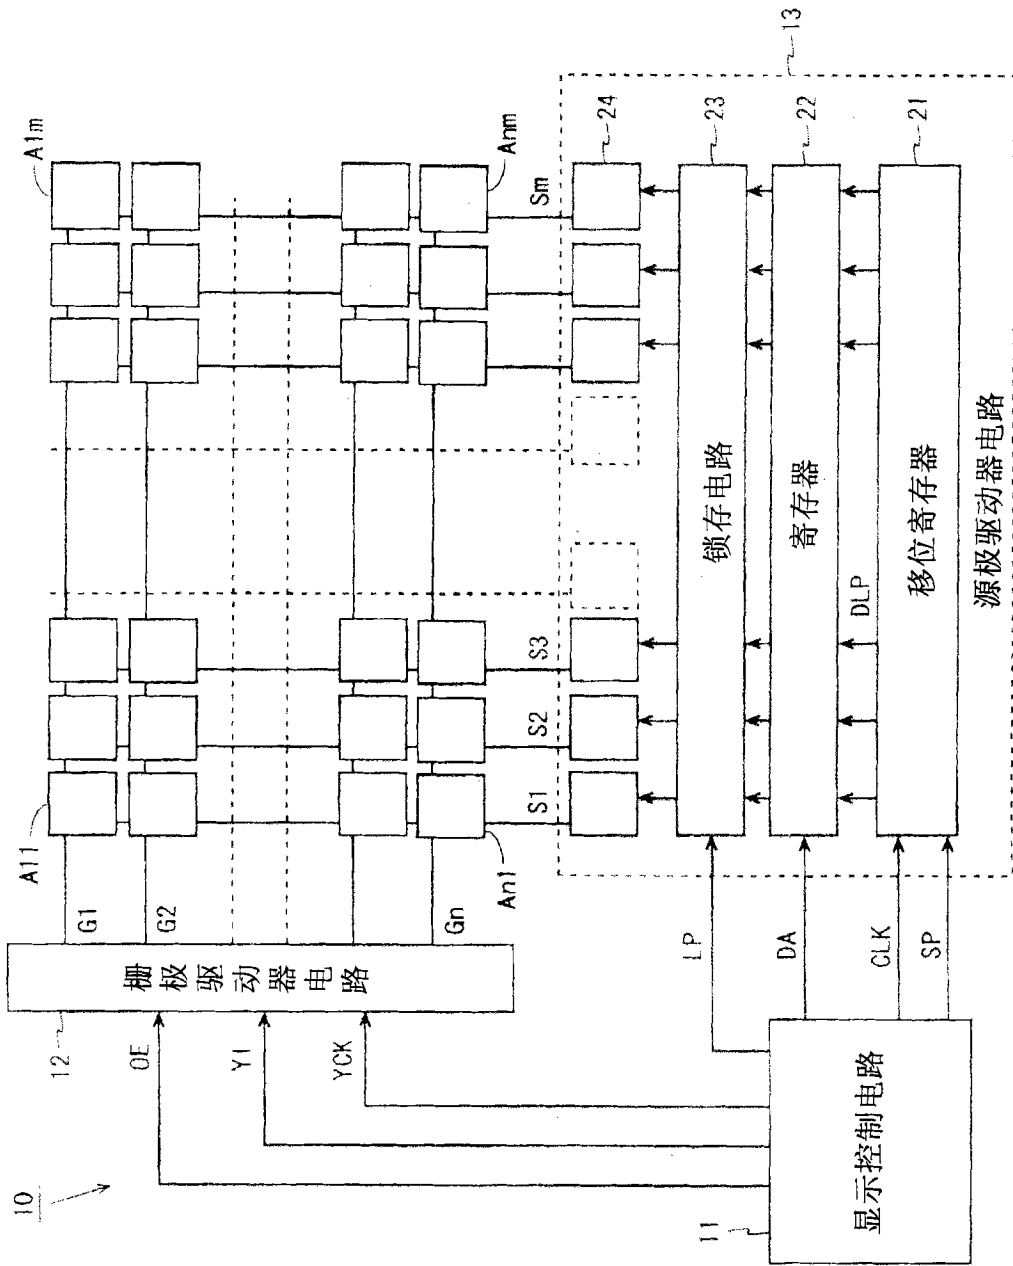 10
11
显示控制电路
OE
YI
YCK
LP
DA
CLK
SP
12
栅极驱动器电路
G1
G2
Gn
A11
A1m
An1
Anm
S1
S2
S3
Sm
13
24
23
锁存电路
22
寄存器
DLP
21
移位寄存器
源极驱动器电路